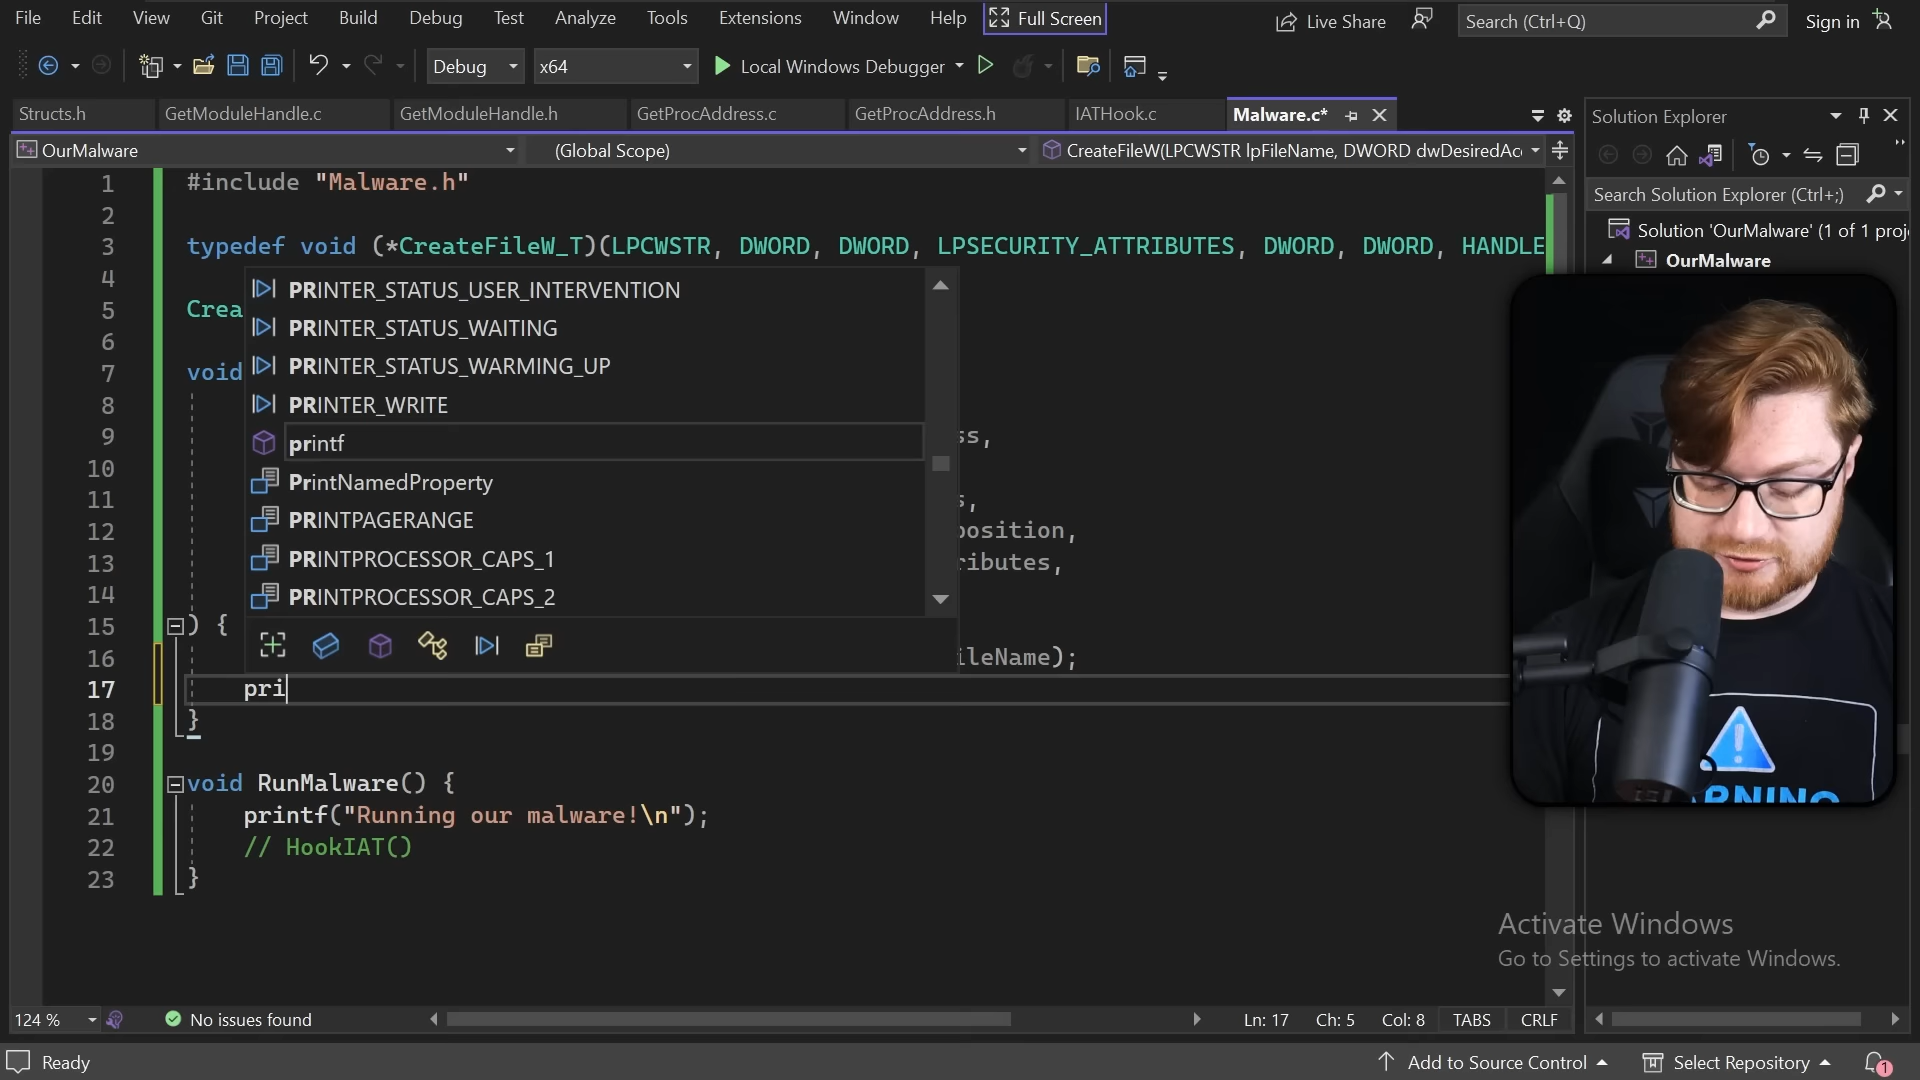 File Edit View Git Project Build Debug Test Analyze Tools Extensions Window Help Full Screen Live Share Search (Ctrl+Q) Sign in
Debug x64 Local Windows Debugger
Structs.h GetModuleHandle.c GetModuleHandle.h GetProcAddress.c GetProcAddress.h IATHook.c Malware.c* Solution Explorer
OurMalware (Global Scope) CreateFileW(LPCWSTR lpFileName, DWORD dwDesiredAcc
Search Solution Explorer (Ctrl+;)
Solution 'OurMalware' (1 of 1 proj
OurMalware
1 #include "Malware.h"
2
3 typedef void (*CreateFileW_T)(LPCWSTR, DWORD, DWORD, LPSECURITY_ATTRIBUTES, DWORD, DWORD, HANDLE
4 PRINTER_STATUS_USER_INTERVENTION
5 Crea PRINTER_STATUS_WAITING
6 PRINTER_STATUS_WARMING_UP
7 void
8 PRINTER_WRITE
9 printf ss,
10 PrintNamedProperty
11 PRINTPAGERANGE s,
12 position,
13 PRINTPROCESSOR_CAPS_1 ributes,
14 PRINTPROCESSOR_CAPS_2
15 ) {
16 ileName);
17 pri
18 }
19
20 void RunMalware() {
21 printf("Running our malware!\n");
22 // HookIAT()
23 }
Activate Windows
Go to Settings to activate Windows.
124 % No issues found Ln: 17 Ch: 5 Col: 8 TABS CRLF
Ready Add to Source Control Select Repository 1